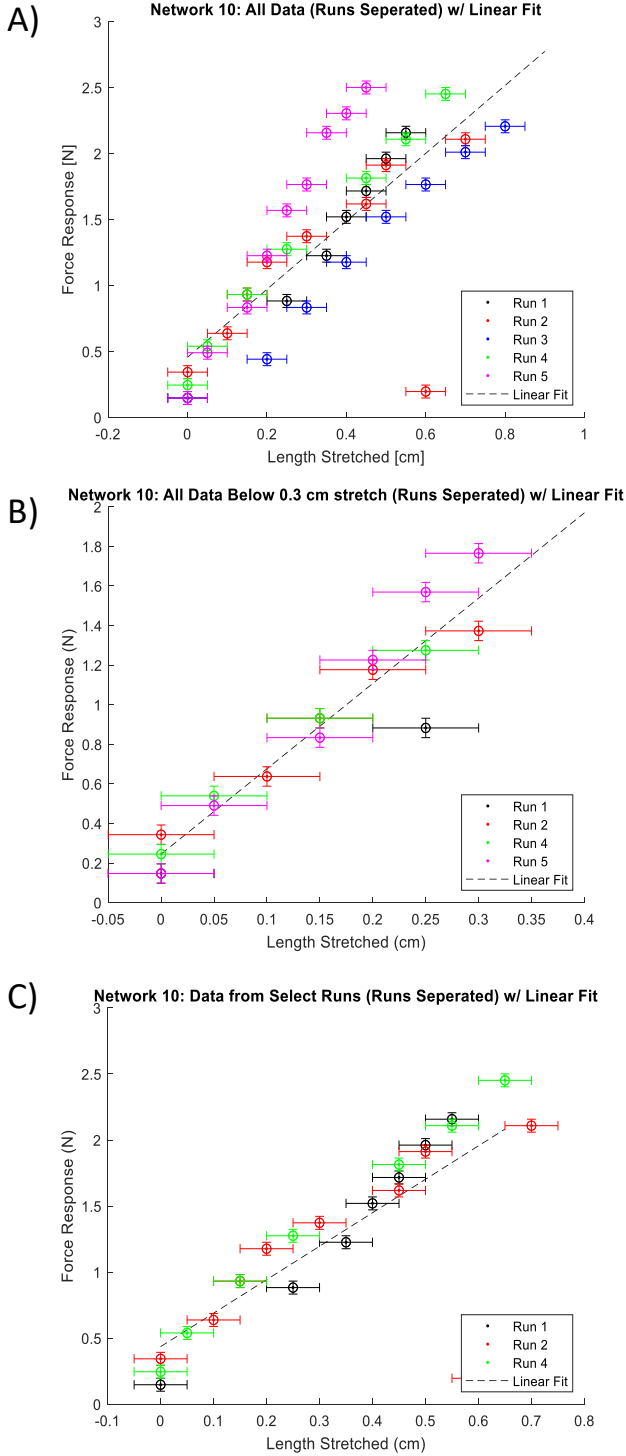 A)
Network 10: All Data (Runs Seperated) w/ Linear Fit
3
2.5
2
1.5
1
0.5
0
Force Response [N]
-0.2
0
0.2
0.4
0.6
0.8
1
Length Stretched [cm]
Run 1
Run 2
Run 3
Run 4
Run 5
Linear Fit
B)
Network 10: All Data Below 0.3 cm stretch (Runs Seperated) w/ Linear Fit
2
1.8
1.6
1.4
1.2
1
0.8
0.6
0.4
0.2
0
Force Response (N)
-0.05
0
0.05
0.1
0.15
0.2
0.25
0.3
0.35
0.4
Length Stretched (cm)
Run 1
Run 2
Run 4
Run 5
Linear Fit
C)
Network 10: Data from Select Runs (Runs Seperated) w/ Linear Fit
3
2.5
2
1.5
1
0.5
0
Force Response (N)
-0.1
0
0.1
0.2
0.3
0.4
0.5
0.6
0.7
0.8
Length Stretched (cm)
Run 1
Run 2
Run 4
Linear Fit